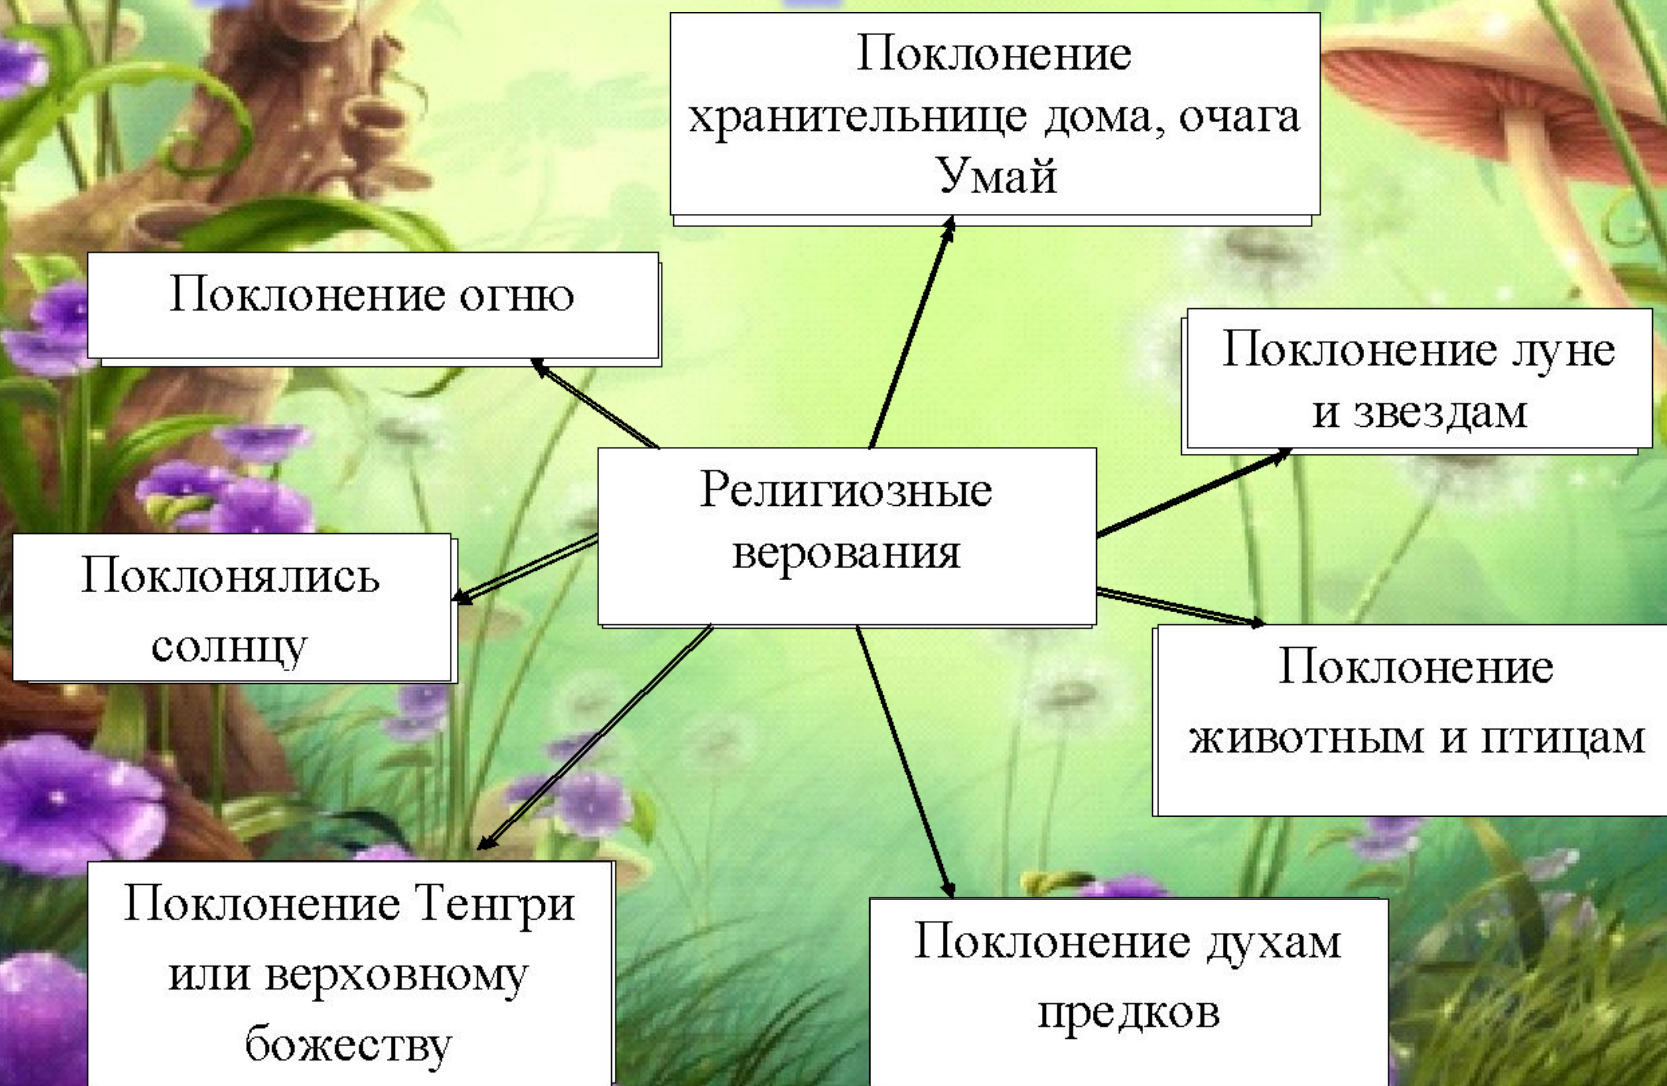 Поклонение
хранительнице дома, очага
Умай
Поклонение огню
Поклонение луне
и звездам
Религиозные
верования
Поклонялись
солнцу
Поклонение
животным и птицам
Поклонение Тенгри
или верховному
божеству
Поклонение духам
предков